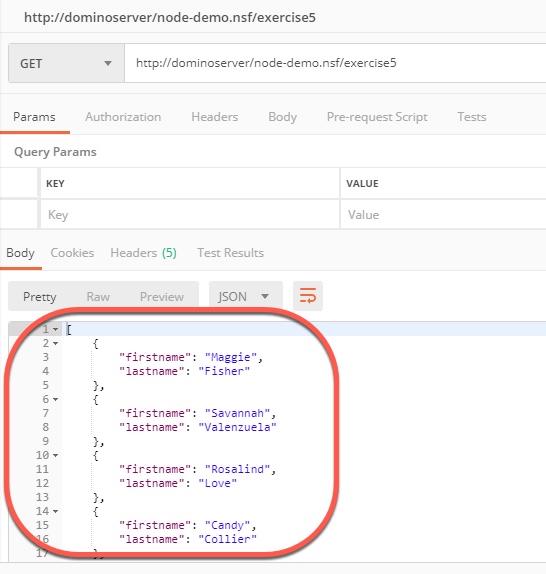 http://dominoserver/node-demo.nsf/exercise5
GET http://dominoserver/node-demo.nsf/exercise5
Params Authorization Headers Body Pre-request Script Tests
Query Params
KEY VALUE
Key Value
Body Cookies Headers (5) Test Results
Pretty Raw Preview JSON
1 [
2 {
3 "firstname": "Maggie",
4 "lastname": "Fisher"
5 },
6 {
7 "firstname": "Savannah",
8 "lastname": "Valenzuela"
9 },
10 {
11 "firstname": "Rosalind",
12 "lastname": "Love"
13 },
14 {
15 "firstname": "Candy",
16 "lastname": "Collier"
17 },